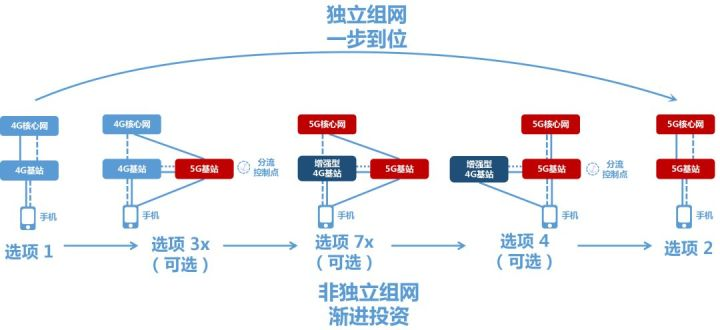 独立组网
一步到位
4G核心网
4G基站
手机
选项 1
4G核心网
4G基站
5G基站
分流
控制点
手机
选项 3x
（可选）
5G核心网
增强型
4G基站
5G基站
手机
选项 7x
（可选）
5G核心网
增强型
4G基站
5G基站
分流
控制点
手机
选项 4
（可选）
5G核心网
5G基站
手机
选项 2
非独立组网
渐进投资